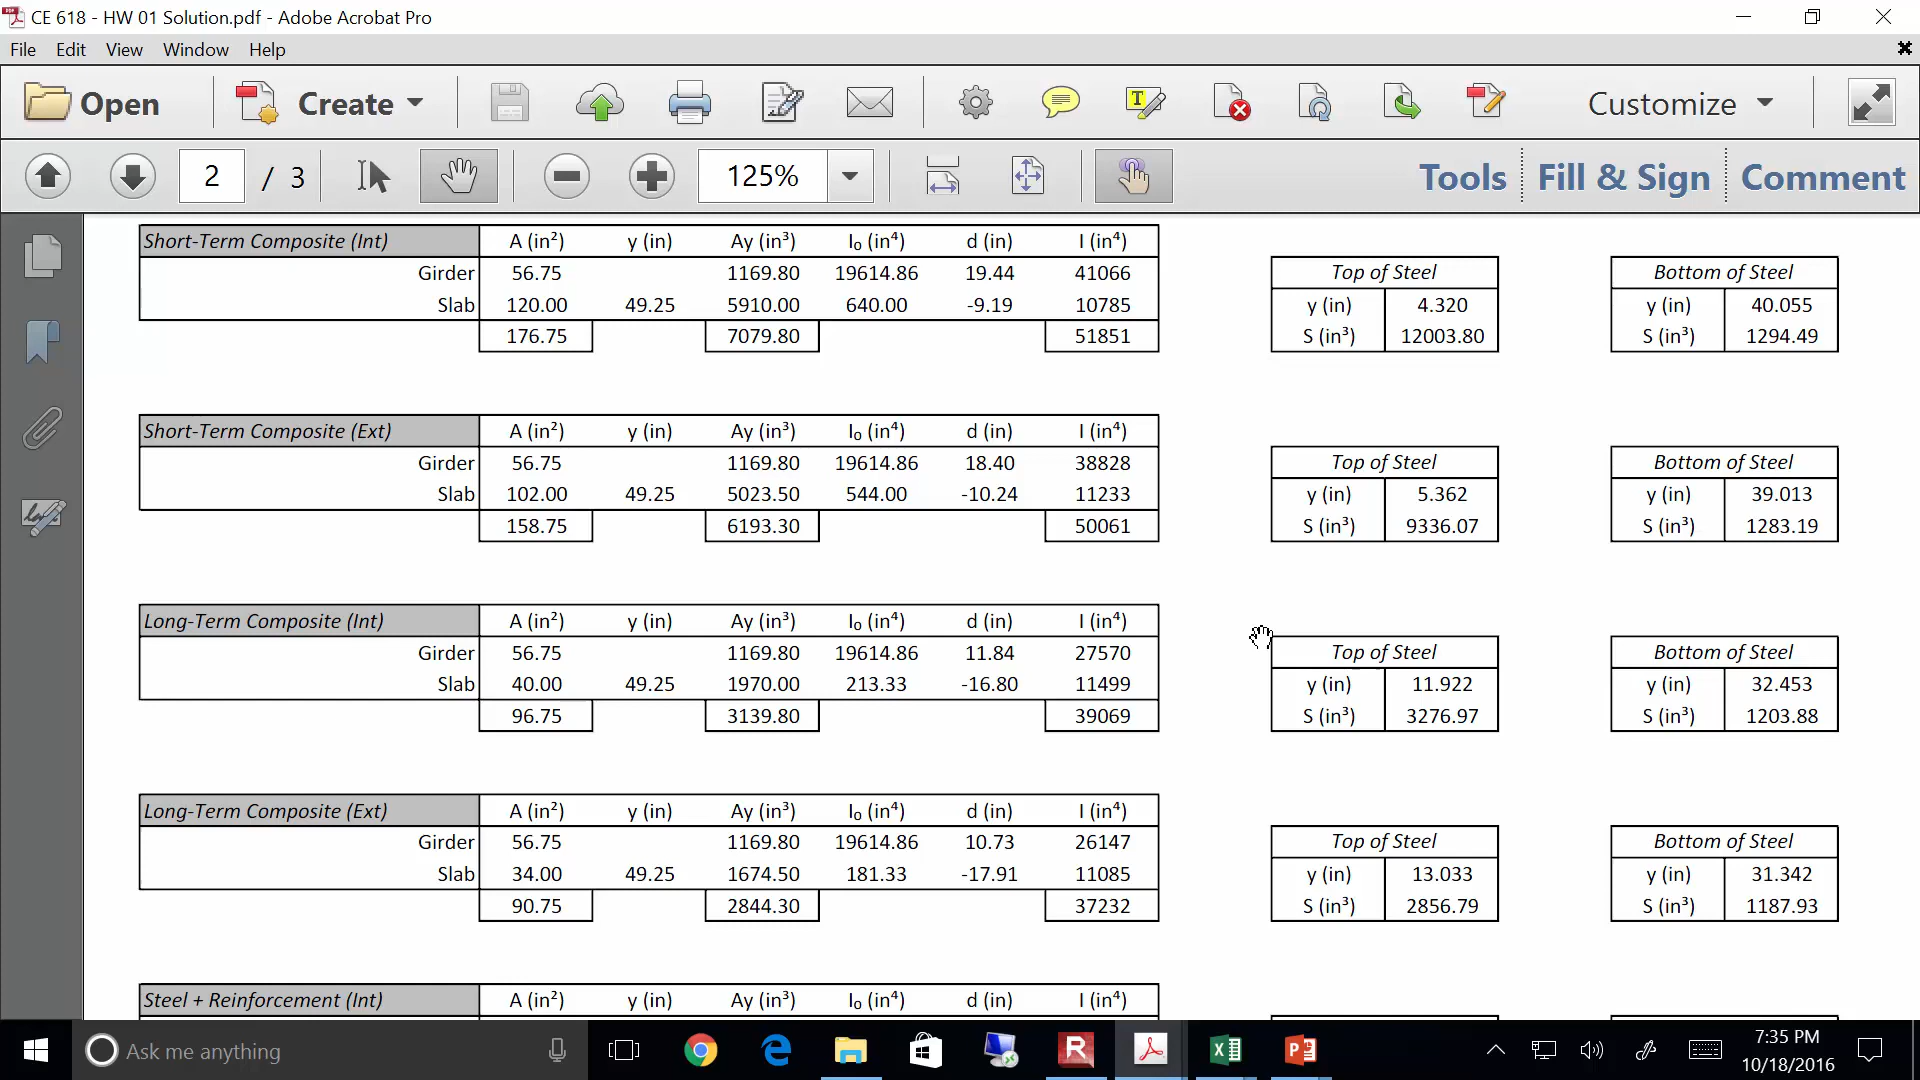 CE 618 - HW 01 Solution.pdf - Adobe Acrobat Pro
File Edit View Window Help
Open Create Customize
2 / 3 125% Tools Fill & Sign Comment
Short-Term Composite (Int) A (in²) y (in) Ay (in³) I₀ (in⁴) d (in) I (in⁴)
Girder 56.75 1169.80 19614.86 19.44 41066 Top of Steel Bottom of Steel
Slab 120.00 49.25 5910.00 640.00 -9.19 10785 y (in) 4.320 y (in) 40.055
176.75 7079.80 51851 S (in³) 12003.80 S (in³) 1294.49
Short-Term Composite (Ext) A (in²) y (in) Ay (in³) I₀ (in⁴) d (in) I (in⁴)
Girder 56.75 1169.80 19614.86 18.40 38828 Top of Steel Bottom of Steel
Slab 102.00 49.25 5023.50 544.00 -10.24 11233 y (in) 5.362 y (in) 39.013
158.75 6193.30 50061 S (in³) 9336.07 S (in³) 1283.19
Long-Term Composite (Int) A (in²) y (in) Ay (in³) I₀ (in⁴) d (in) I (in⁴)
Girder 56.75 1169.80 19614.86 11.84 27570 Top of Steel Bottom of Steel
Slab 40.00 49.25 1970.00 213.33 -16.80 11499 y (in) 11.922 y (in) 32.453
96.75 3139.80 39069 S (in³) 3276.97 S (in³) 1203.88
Long-Term Composite (Ext) A (in²) y (in) Ay (in³) I₀ (in⁴) d (in) I (in⁴)
Girder 56.75 1169.80 19614.86 10.73 26147 Top of Steel Bottom of Steel
Slab 34.00 49.25 1674.50 181.33 -17.91 11085 y (in) 13.033 y (in) 31.342
90.75 2844.30 37232 S (in³) 2856.79 S (in³) 1187.93
Steel + Reinforcement (Int) A (in²) y (in) Ay (in³) I₀ (in⁴) d (in) I (in⁴)
Ask me anything 7:35 PM
10/18/2016